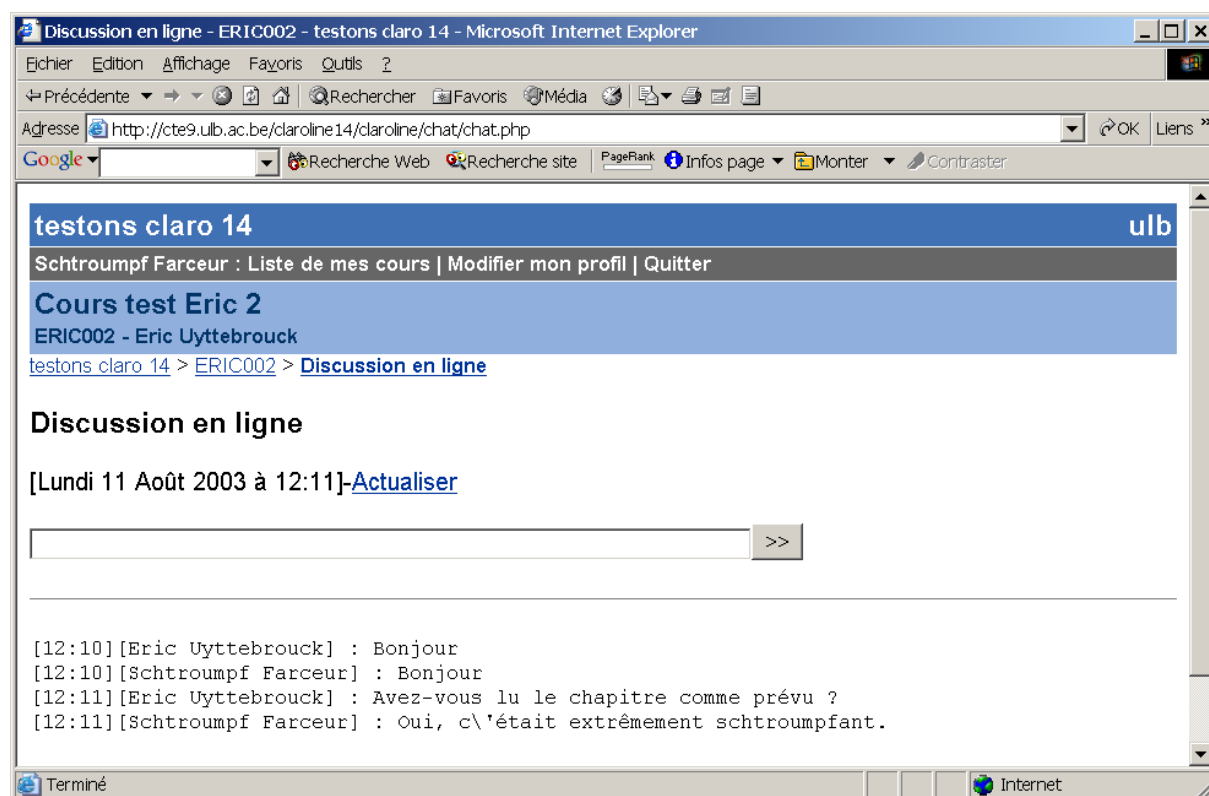 Discussion en ligne - ERIC002 - testons claro 14 - Microsoft Internet Explorer
Fichier Edition Affichage Favoris Outils ?
Précédente Rechercher Favoris Média
Adresse http://cte9.ulb.ac.be/claroline14/claroline/chat/chat.php OK Liens »
Google Recherche Web Recherche site PageRank Infos page Monter Contraster
testons claro 14 ulb
Schtroumpf Farceur : Liste de mes cours | Modifier mon profil | Quitter
Cours test Eric 2
ERIC002 - Eric Uyttebrouck
testons claro 14 > ERIC002 > Discussion en ligne
Discussion en ligne
[Lundi 11 Août 2003 à 12:11]-Actualiser
>>
[12:10][Eric Uyttebrouck] : Bonjour
[12:10][Schtroumpf Farceur] : Bonjour
[12:11][Eric Uyttebrouck] : Avez-vous lu le chapitre comme prévu ?
[12:11][Schtroumpf Farceur] : Oui, c\'était extrêmement schtroumpfant.
Terminé Internet